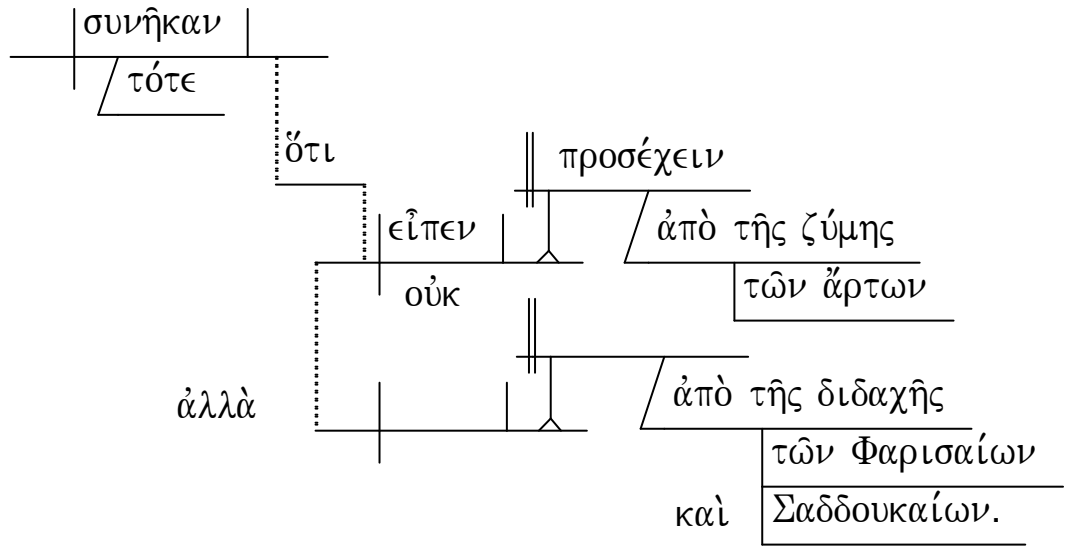 συνῆκαν
τότε
ὅτι
προσέχειν
εἶπεν
ἀπὸ τῆς ζύμης
οὐκ
τῶν ἄρτων
ἀλλὰ
ἀπὸ τῆς διδαχῆς
τῶν Φαρισαίων
καὶ Σαδδουκαίων.